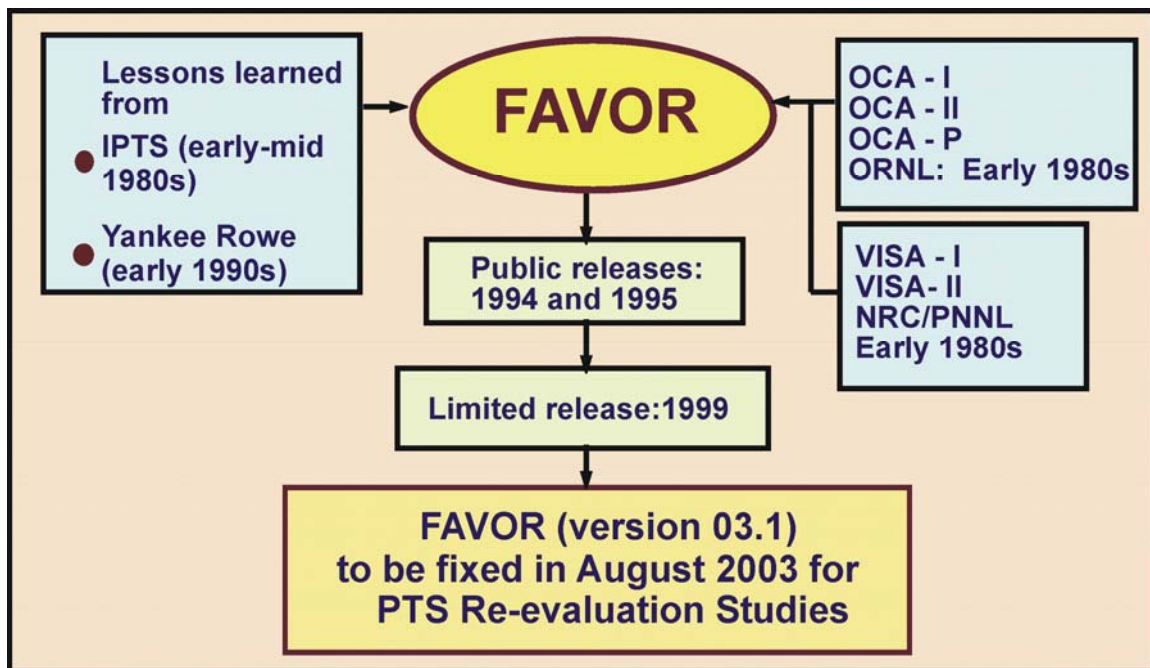 Lessons learned
from
IPTS (early-mid
1980s)
Yankee Rowe
(early 1990s)
FAVOR
OCA - I
OCA - II
OCA - P
ORNL: Early 1980s
VISA - I
VISA- II
NRC/PNNL
Early 1980s
Public releases:
1994 and 1995
Limited release:1999
FAVOR (version 03.1)
to be fixed in August 2003 for
PTS Re-evaluation Studies